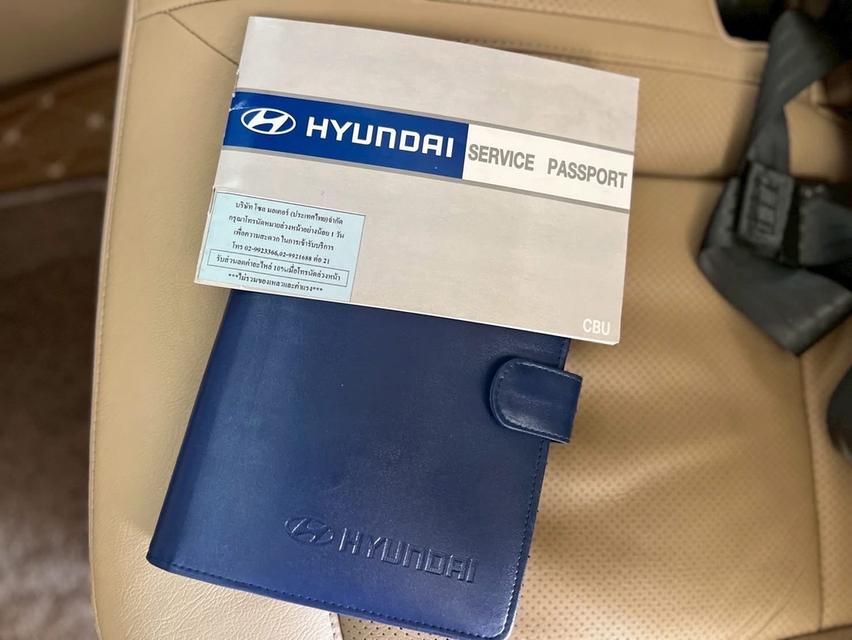 HYUNDAI
SERVICE PASSPORT
บริษัท โซล มอเตอร์ (ประเทศไทย)จำกัด
กรุณาโทรนัดหมายล่วงหน้าอย่างน้อย 1 วัน
เพื่อความสะดวก ในการเข้ารับบริการ
โทร 02-9923366,02-9921688 ต่อ 21
รับส่วนลดค่าอะไหล่ 10%เมื่อโทรนัดล่วงหน้า
***ไม่รวมของเหลวและค่าแรง***
CBU
HYUNDAI